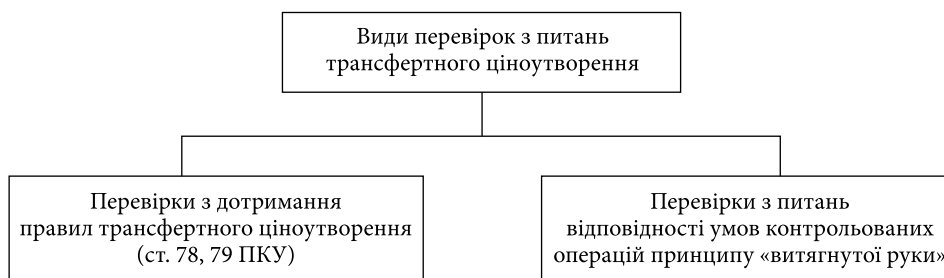 Види перевірок з питань
трансфертного ціноутворення
Перевірки з дотримання
правил трансфертного ціноутворення
(ст. 78, 79 ПКУ)
Перевірки з питань
відповідності умов контрольованих
операцій принципу «витягнутої руки»